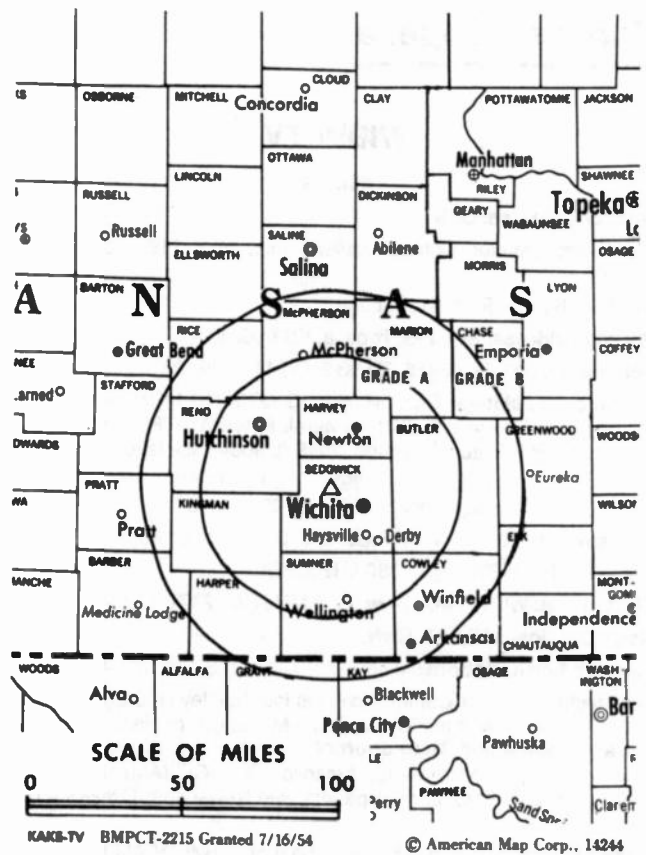 CLOUD
Concordia
OSBORNE MITCHELL CLAY POTTAWATOMIE JACKSON
OTTAWA
Manhattan
LINCOLN
SHAWNEE
RUSSELL DICKINSON RILEY
Topeka
GEARY
WABAUNSEE
Russell SALINE Abilene
OSAGE
ELLSWORTH
Salina MORRIS
LYON
BARTON
A N S A S
McPHERSON
RICE MARION CHASE
Great Bend McPherson Emporia
COFFEY
GRADE A GRADE B
STAFFORD
RENO HARVEY
Hutchinson Newton BUTLER GREENWOOD
SEDGWICK
PRATT Eureka
KINGMAN Wichita
Pratt
Haysville Derby ELK
BARBER SUMNER COWLEY
HARPER
Medicine Lodge Wellington Winfield
Independence
Arkansas
CHAUTAUQUA
WOODS ALFALFA GRANT KAY OSAGE WASH
INGTON
Alva Blackwell
Ponca City
Pawhuska
SCALE OF MILES
PAWNEE
0 50 100
KAKE-TV BMPCT-2215 Granted 7/16/54
© American Map Corp., 14244